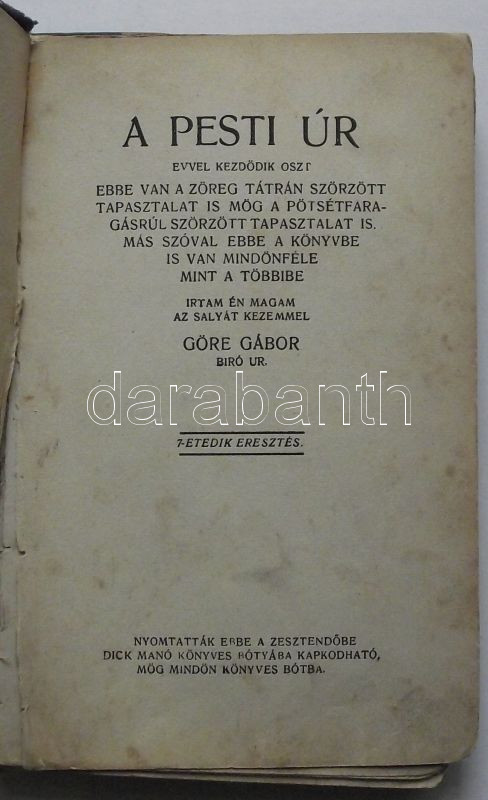 A PESTI ÚR
EVVEL KEZDŐDIK OSZT
EBBE VAN A ZÖREG TÁTRÁN SZÖRZÖTT
TAPASZTALAT IS MÖG A PÖTSÉTFARA-
GÁSRÚL SZÖRZÖTT TAPASZTALAT IS.
MÁS SZÓVAL EBBE A KÖNYVBE
IS VAN MINDÖNFÉLE
MINT A TÖBBIBE
IRTAM ÉN MAGAM
AZ SALYÁT KEZEMMEL
GÖRE GÁBOR
BIRÓ UR.
darabanth
7-ETEDIK ERESZTÉS.
NYOMTATTÁK EBBE A ZESZTENDŐBE
DICK MANÓ KÖNYVES BÓTYÁBA KAPKODHATÓ,
MÖG MINDÖN KÖNYVES BÓTBA.